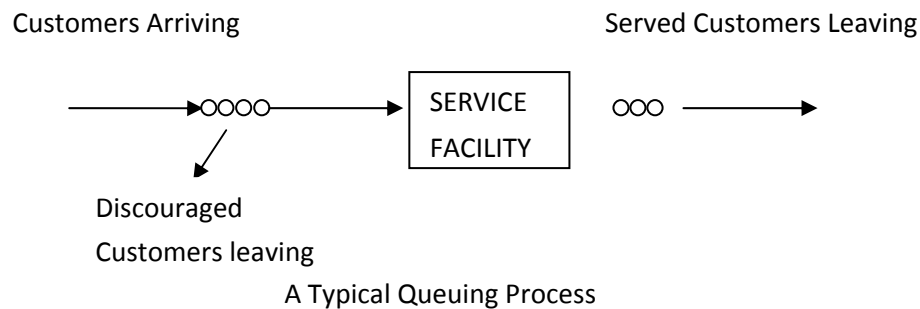 Customers Arriving
Served Customers Leaving
SERVICE
FACILITY
Discouraged
Customers leaving
A Typical Queuing Process